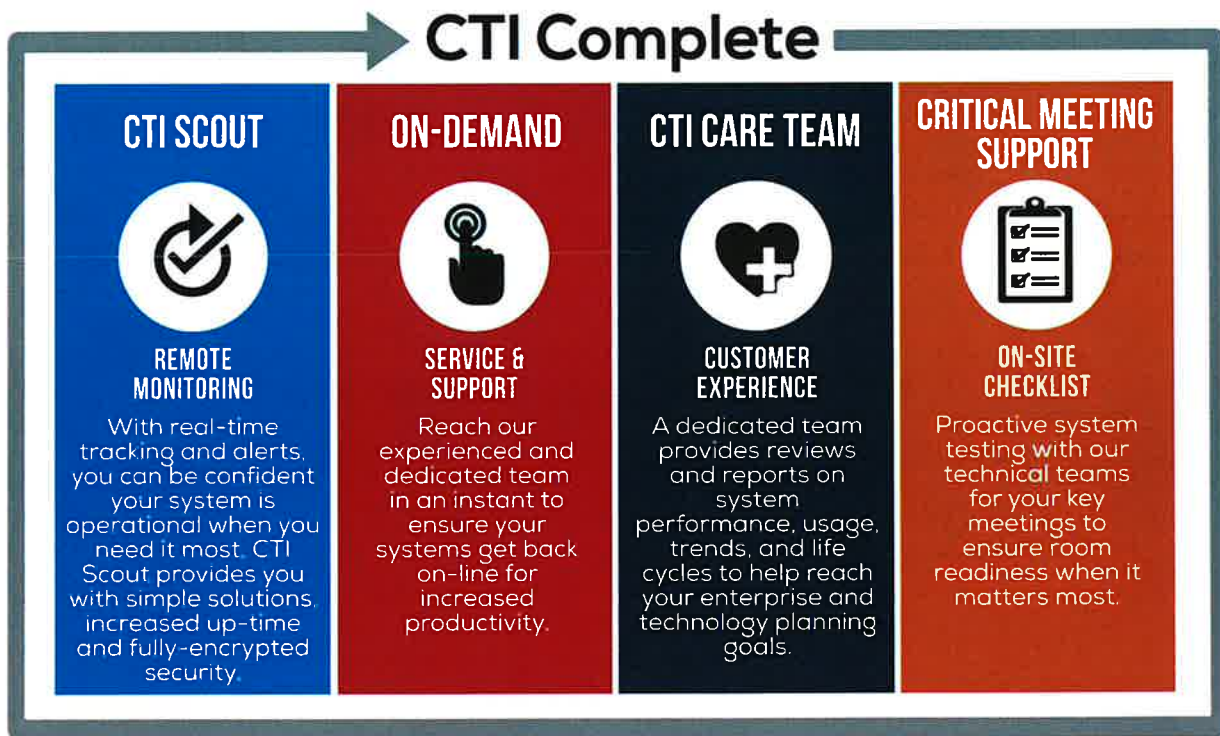 CTI Complete
CTI SCOUT
REMOTE
MONITORING
With real-time
tracking and alerts,
you can be confident
your system is
operational when you
need it most. CTI
Scout provides you
with simple solutions,
increased up-time
and fully-encrypted
security.
ON-DEMAND
SERVICE &
SUPPORT
Reach our
experienced and
dedicated team
in an instant to
ensure your
systems get back
on-line for
increased
productivity.
CTI CARE TEAM
CUSTOMER
EXPERIENCE
A dedicated team
provides reviews
and reports on
system
performance, usage,
trends, and life
cycles to help reach
your enterprise and
technology planning
goals.
CRITICAL MEETING
SUPPORT
ON-SITE
CHECKLIST
Proactive system
testing with our
technical teams
for your key
meetings to
ensure room
readiness when it
matters most.